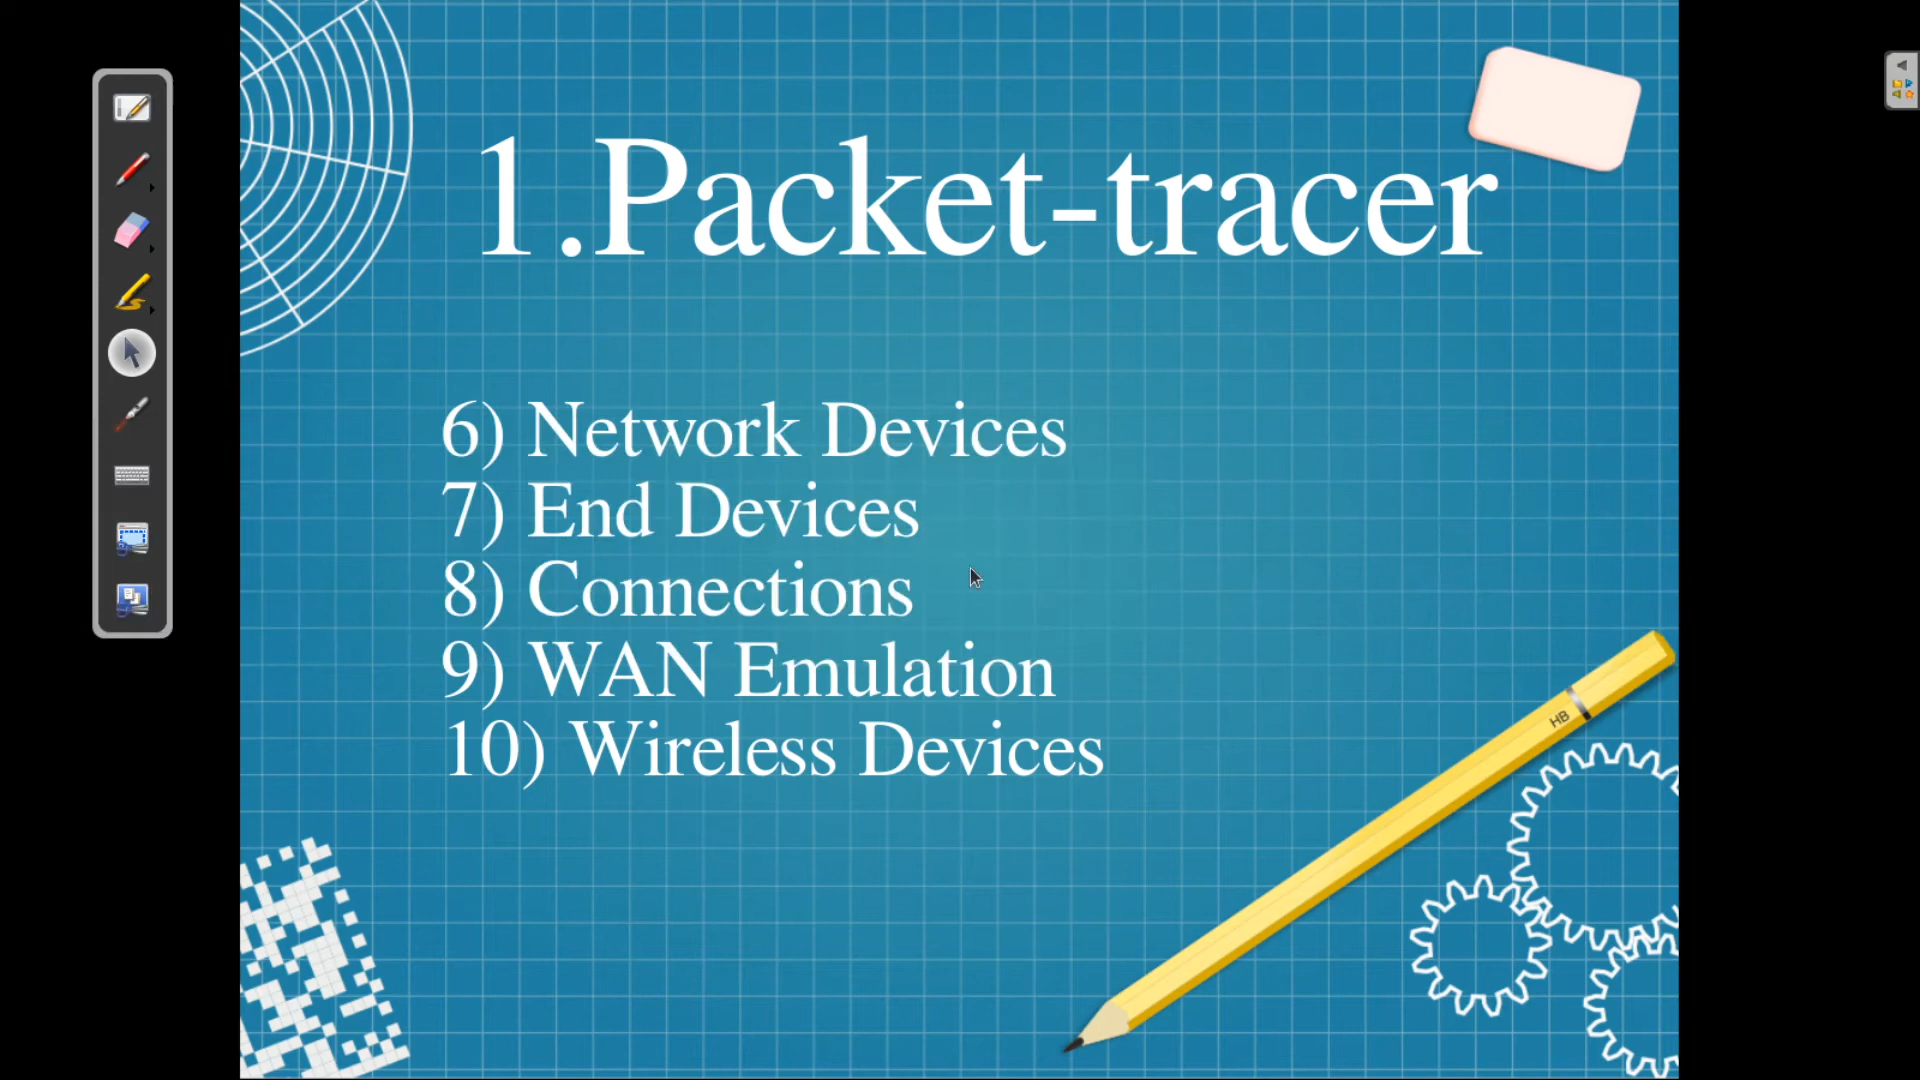 1.Packet-tracer
6) Network Devices
7) End Devices
8) Connections
9) WAN Emulation
10) Wireless Devices
HB